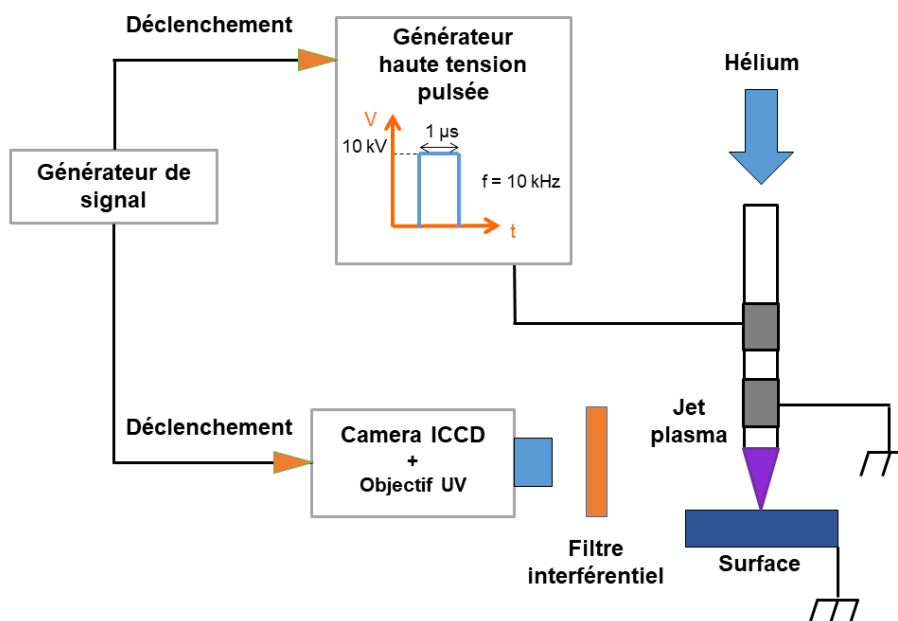 Déclenchement
Générateur
haute tension
pulsée
V
1 µs
10 kV
f = 10 kHz
t
Hélium
Générateur de
signal
Déclenchement
Camera ICCD
+
Objectif UV
Filtre
interférentiel
Jet
plasma
Surface